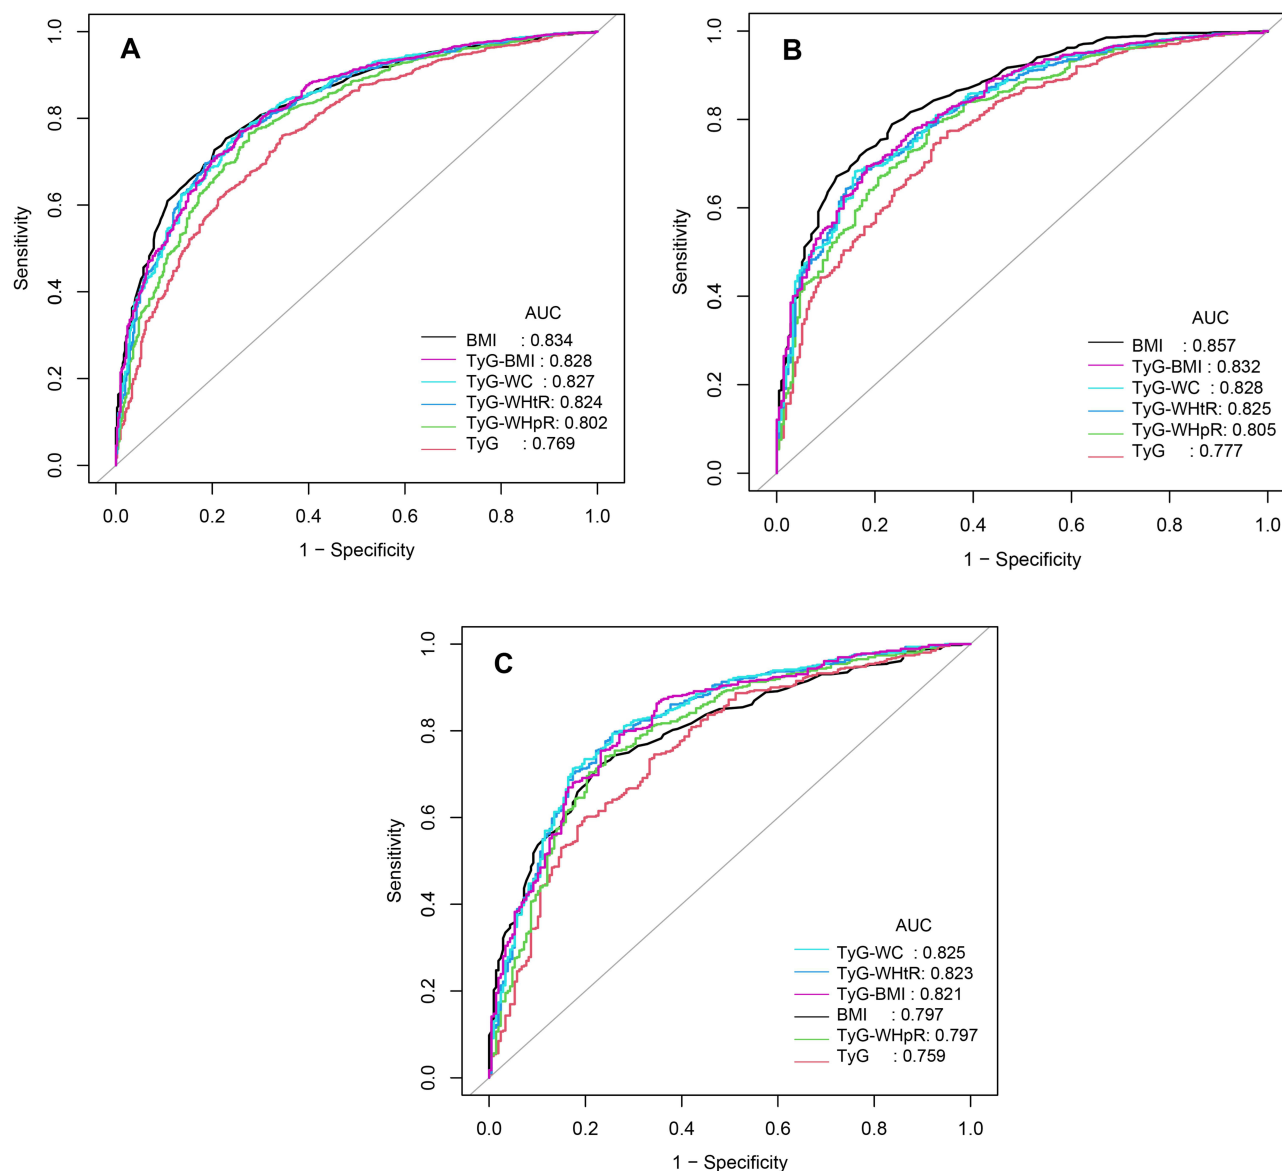 A
Sensitivity
1.0
0.8
0.6
0.4
0.2
0.0
AUC
BMI : 0.834
TyG-BMI : 0.828
TyG-WC : 0.827
TyG-WHtR: 0.824
TyG-WHpR: 0.802
TyG : 0.769
0.0 0.2 0.4 0.6 0.8 1.0
1 − Specificity
B
Sensitivity
1.0
0.8
0.6
0.4
0.2
0.0
AUC
BMI : 0.857
TyG-BMI : 0.832
TyG-WC : 0.828
TyG-WHtR: 0.825
TyG-WHpR: 0.805
TyG : 0.777
0.0 0.2 0.4 0.6 0.8 1.0
1 − Specificity
C
Sensitivity
1.0
0.8
0.6
0.4
0.2
0.0
AUC
TyG-WC : 0.825
TyG-WHtR: 0.823
TyG-BMI : 0.821
BMI : 0.797
TyG-WHpR: 0.797
TyG : 0.759
0.0 0.2 0.4 0.6 0.8 1.0
1 − Specificity